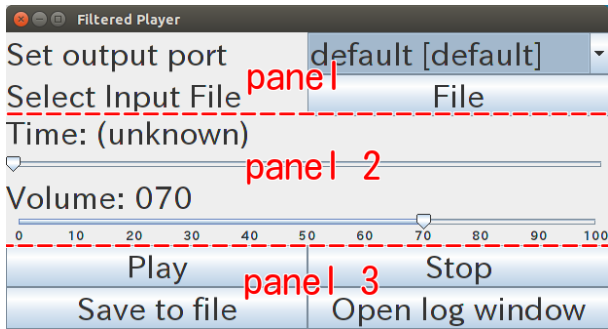 Filtered Player
Set output port default [default]
panel
Select Input File File
Time: (unknown)
panel 2
Volume: 070
0 10 20 30 40 50 60 70 80 90 100
Play Stop
panel 3
Save to file Open log window